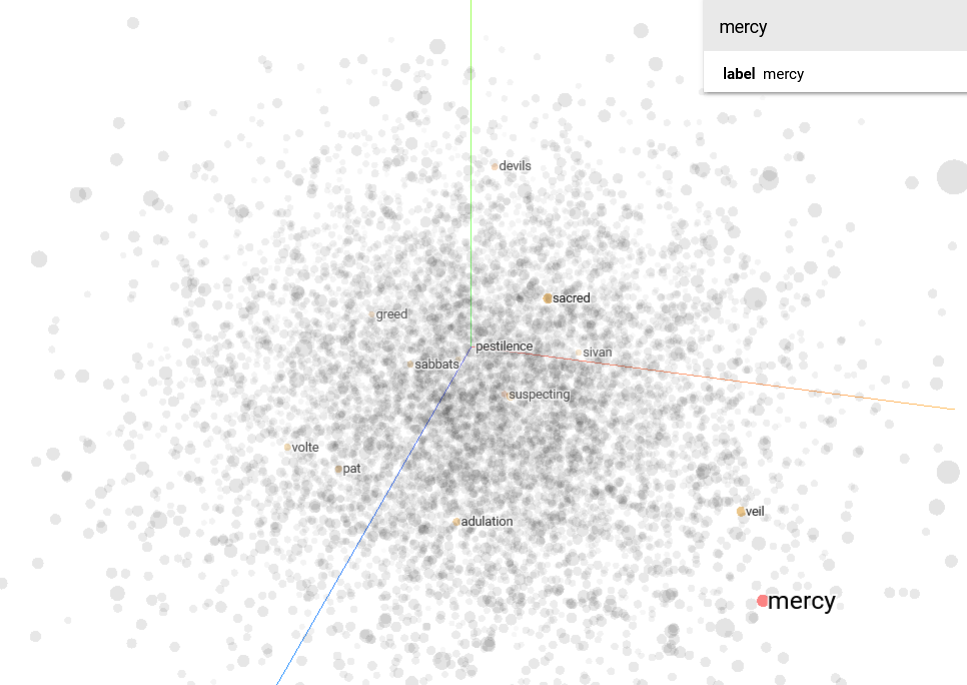 mercy
label mercy
devils
sacred
greed
pestilence
sivan
sabbats
suspecting
volte
pat
adulation
veil
mercy